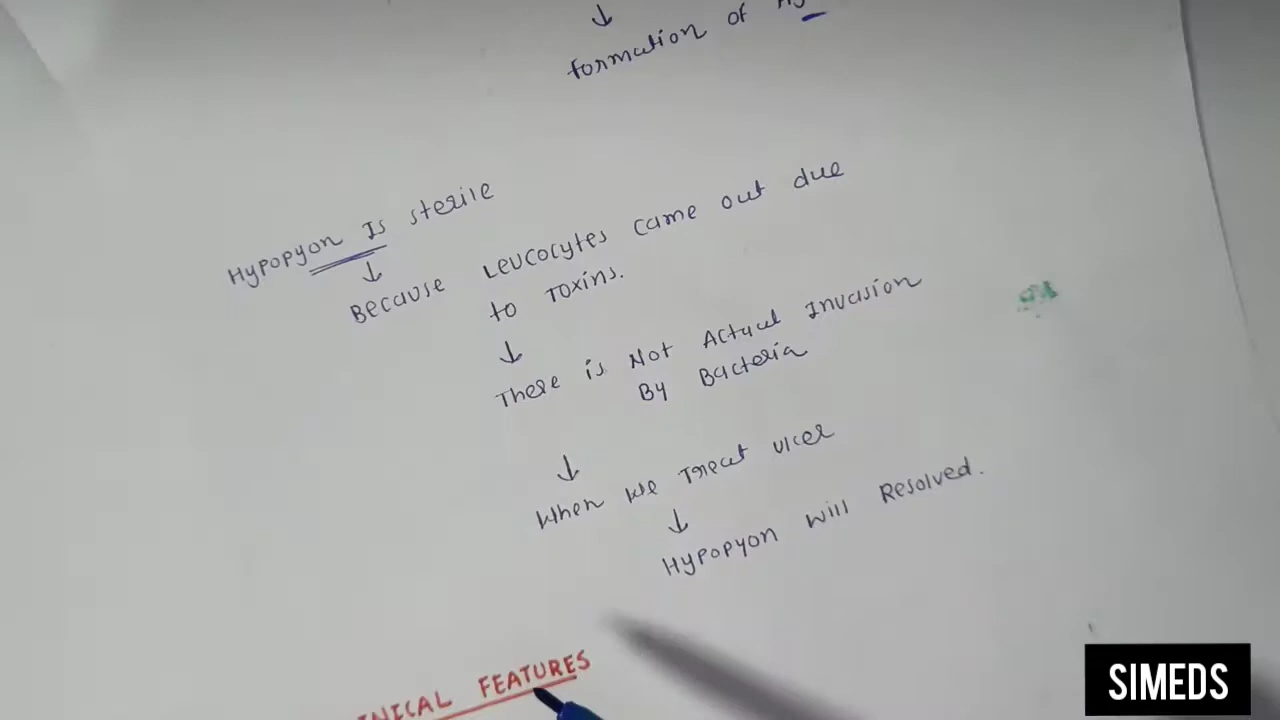 formation of
Hypopyon Is sterile
↓
Because Leucocytes came out due
to Toxins.
↓
There is Not Actual Invasion
By Bacteria
↓
When We Treat ulcer
↓
Hypopyon will Resolved.
FEATURES
SIMEDS